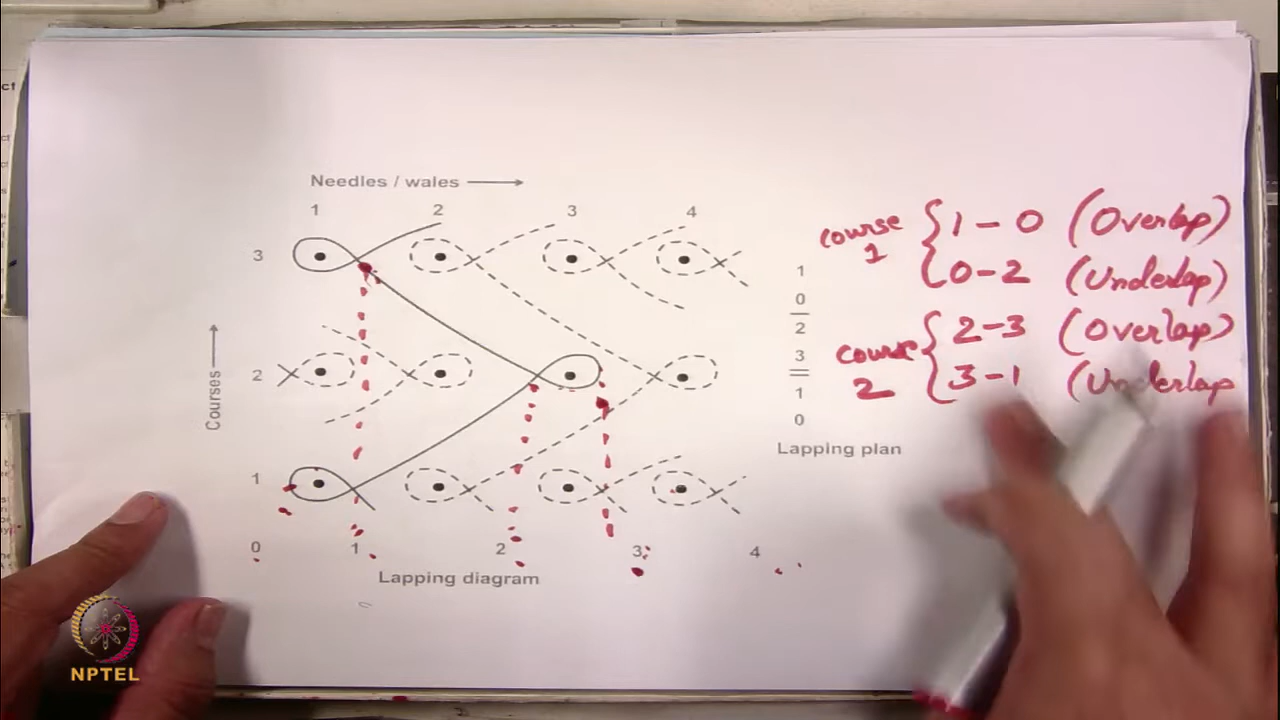 Needles / wales
1 2 3 4
3
2
1
Courses
0 1 2 3 4
Lapping diagram
1
0
2
3
1
0
Lapping plan
course 1
1 - 0 (Overlap)
0 - 2 (Underlap)
course 2
2 - 3 (Overlap)
3 - 1 (Underlap
NPTEL